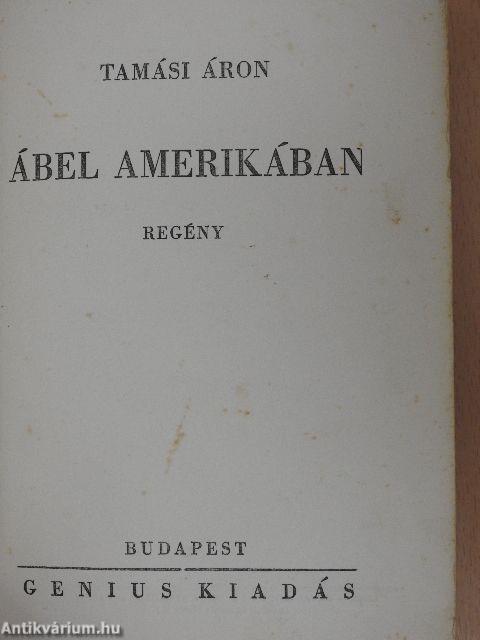 TAMÁSI ÁRON
ÁBEL AMERIKÁBAN
REGÉNY
BUDAPEST
GENIUS KIADÁS
Antikvárium.hu